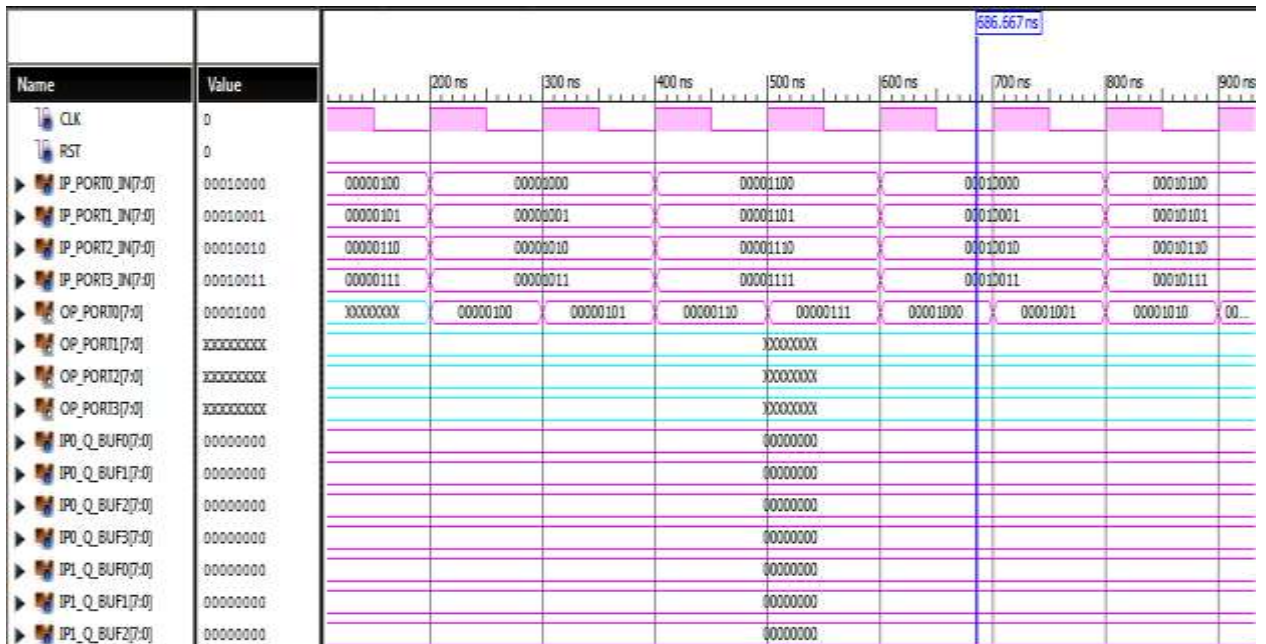 686.667 ns
Name Value 200 ns 300 ns 400 ns 500 ns 600 ns 700 ns 800 ns 900 ns
CLK 0
RST 0
IP_PORT0_IN[7:0] 00010000 00000100 00001000 00001100 00010000 00010100
IP_PORT1_IN[7:0] 00010001 00000101 00001001 00001101 00010001 00010101
IP_PORT2_IN[7:0] 00010010 00000110 00001010 00001110 00010010 00010110
IP_PORT3_IN[7:0] 00010011 00000111 00001011 00001111 00010011 00010111
OP_PORT0[7:0] 00001000 XXXXXXXX 00000100 00000101 00000110 00000111 00001000 00001001 00001010 00...
OP_PORT1[7:0] XXXXXXXX XXXXXXXX
OP_PORT2[7:0] XXXXXXXX XXXXXXXX
OP_PORT3[7:0] XXXXXXXX XXXXXXXX
IP0_Q_BUF0[7:0] 00000000 00000000
IP0_Q_BUF1[7:0] 00000000 00000000
IP0_Q_BUF2[7:0] 00000000 00000000
IP0_Q_BUF3[7:0] 00000000 00000000
IP1_Q_BUF0[7:0] 00000000 00000000
IP1_Q_BUF1[7:0] 00000000 00000000
IP1_Q_BUF2[7:0] 00000000 00000000